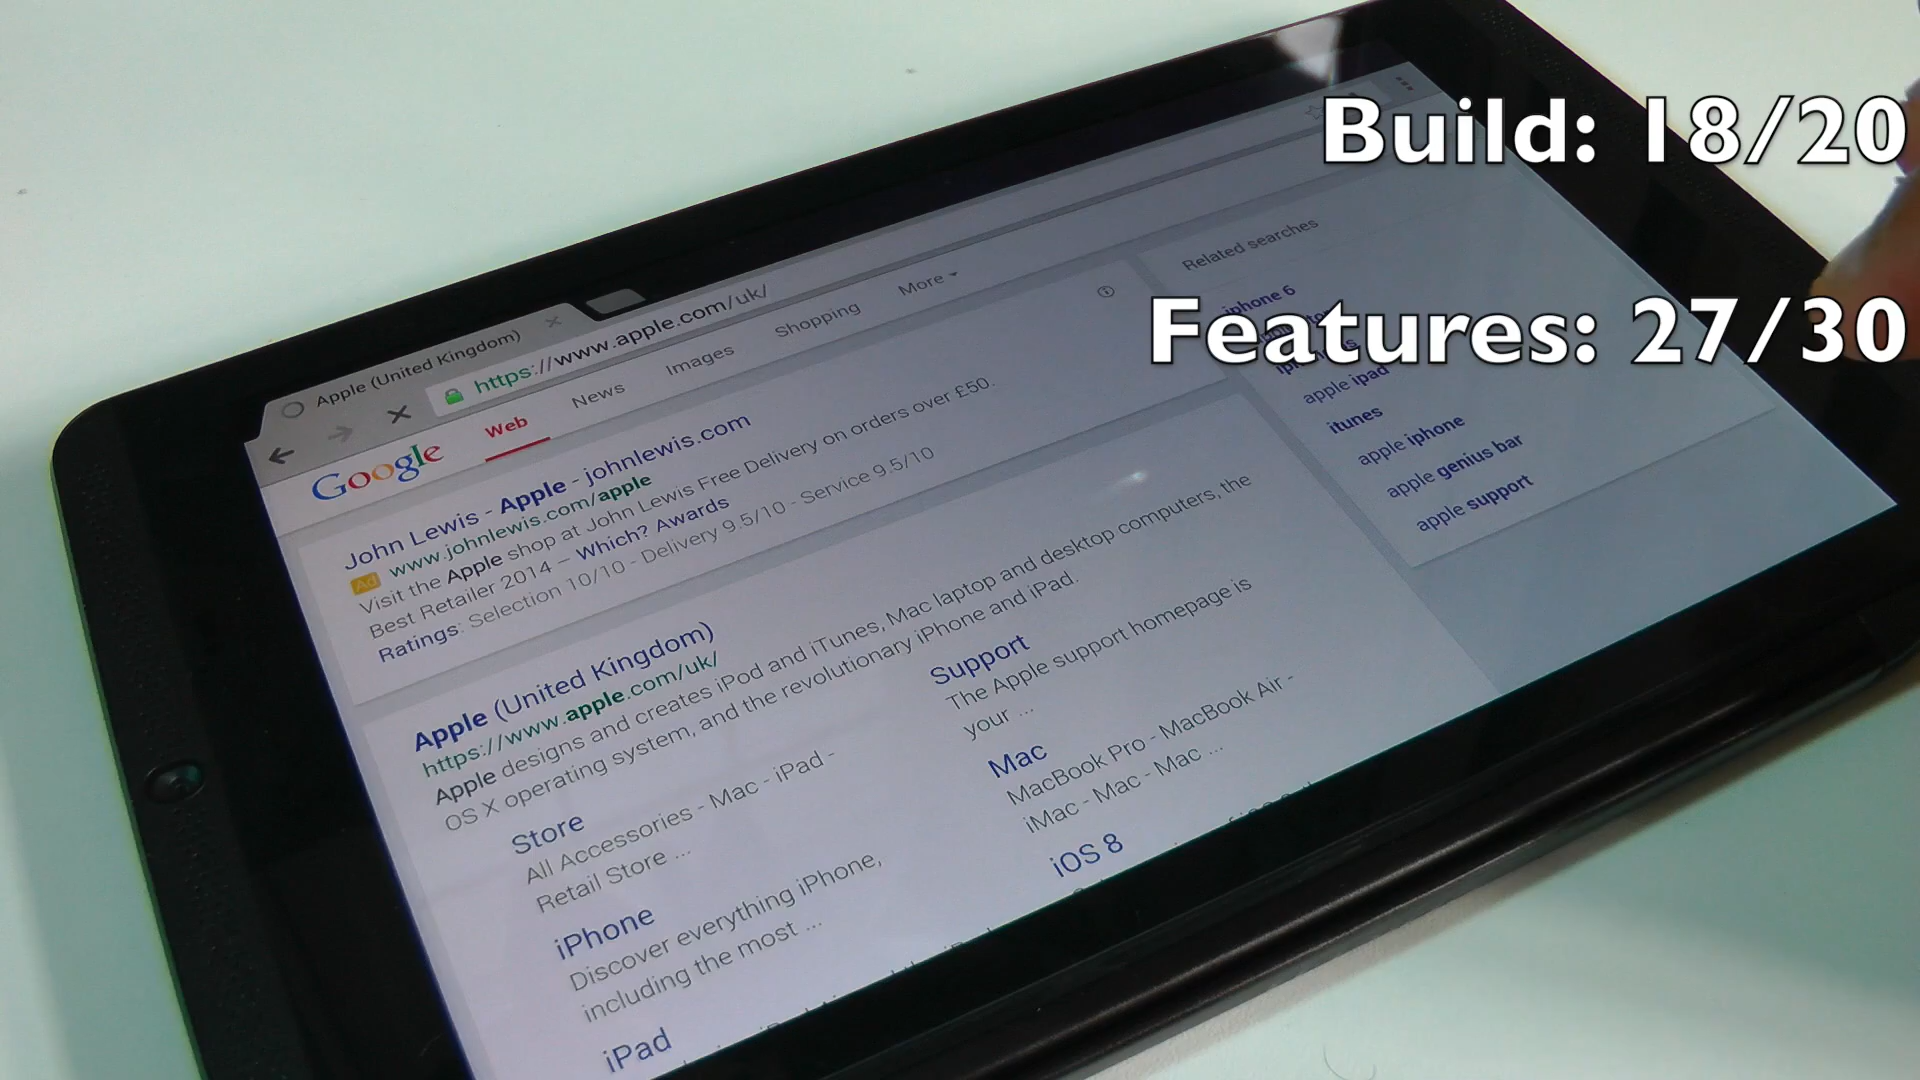 Build: 18/20
Features: 27/30
Apple (United Kingdom)
https://www.apple.com/uk/
Google Web News Images Shopping More
John Lewis - Apple - johnlewis.com
Ad www.johnlewis.com/apple
Visit the Apple shop at John Lewis Free Delivery on orders over £50.
Best Retailer 2014 – Which? Awards
Ratings: Selection 10/10 - Delivery 9.5/10 - Service 9.5/10
Apple (United Kingdom)
https://www.apple.com/uk/
Apple designs and creates iPod and iTunes, Mac laptop and desktop computers, the
OS X operating system, and the revolutionary iPhone and iPad.
Store
All Accessories - Mac - iPad -
Retail Store ...
iPhone
Discover everything iPhone,
including the most ...
iPad
Support
The Apple support homepage is
your ...
Mac
MacBook Pro - MacBook Air -
iMac - Mac - Mac ...
iOS 8
Related searches
iphone 6
apple ipad
itunes
apple iphone
apple genius bar
apple support